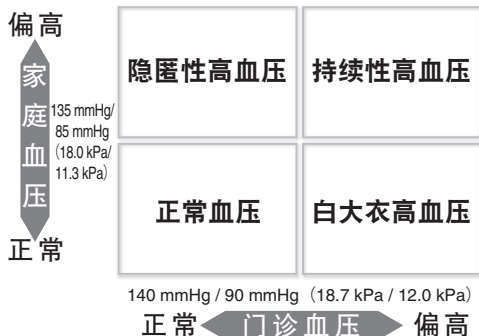 偏高
家庭血压
135 mmHg/
85 mmHg
（18.0 kPa/
11.3 kPa）
正常
隐匿性高血压 持续性高血压
正常血压 白大衣高血压
140 mmHg / 90 mmHg（18.7 kPa / 12.0 kPa）
正常 门诊血压 偏高